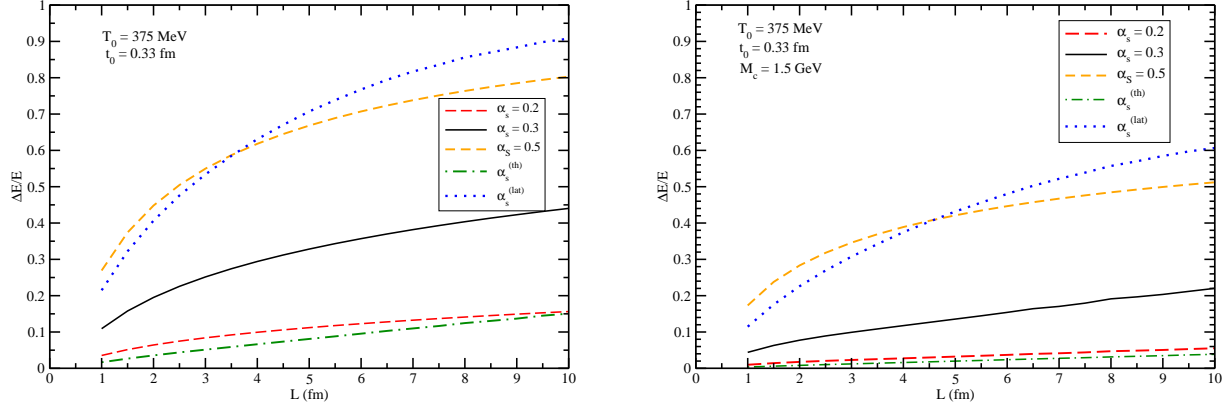 T₀ = 375 MeV
t₀ = 0.33 fm
αₛ = 0.2
αₛ = 0.3
α_S = 0.5
αₛ^(th)
αₛ^(lat)
ΔE/E
1
0.9
0.8
0.7
0.6
0.5
0.4
0.3
0.2
0.1
0
0 1 2 3 4 5 6 7 8 9 10
L (fm)
T₀ = 375 MeV
t₀ = 0.33 fm
M_c = 1.5 GeV
αₛ = 0.2
αₛ = 0.3
α_S = 0.5
αₛ^(th)
αₛ^(lat)
ΔE/E
1
0.9
0.8
0.7
0.6
0.5
0.4
0.3
0.2
0.1
0
0 1 2 3 4 5 6 7 8 9 10
L (fm)